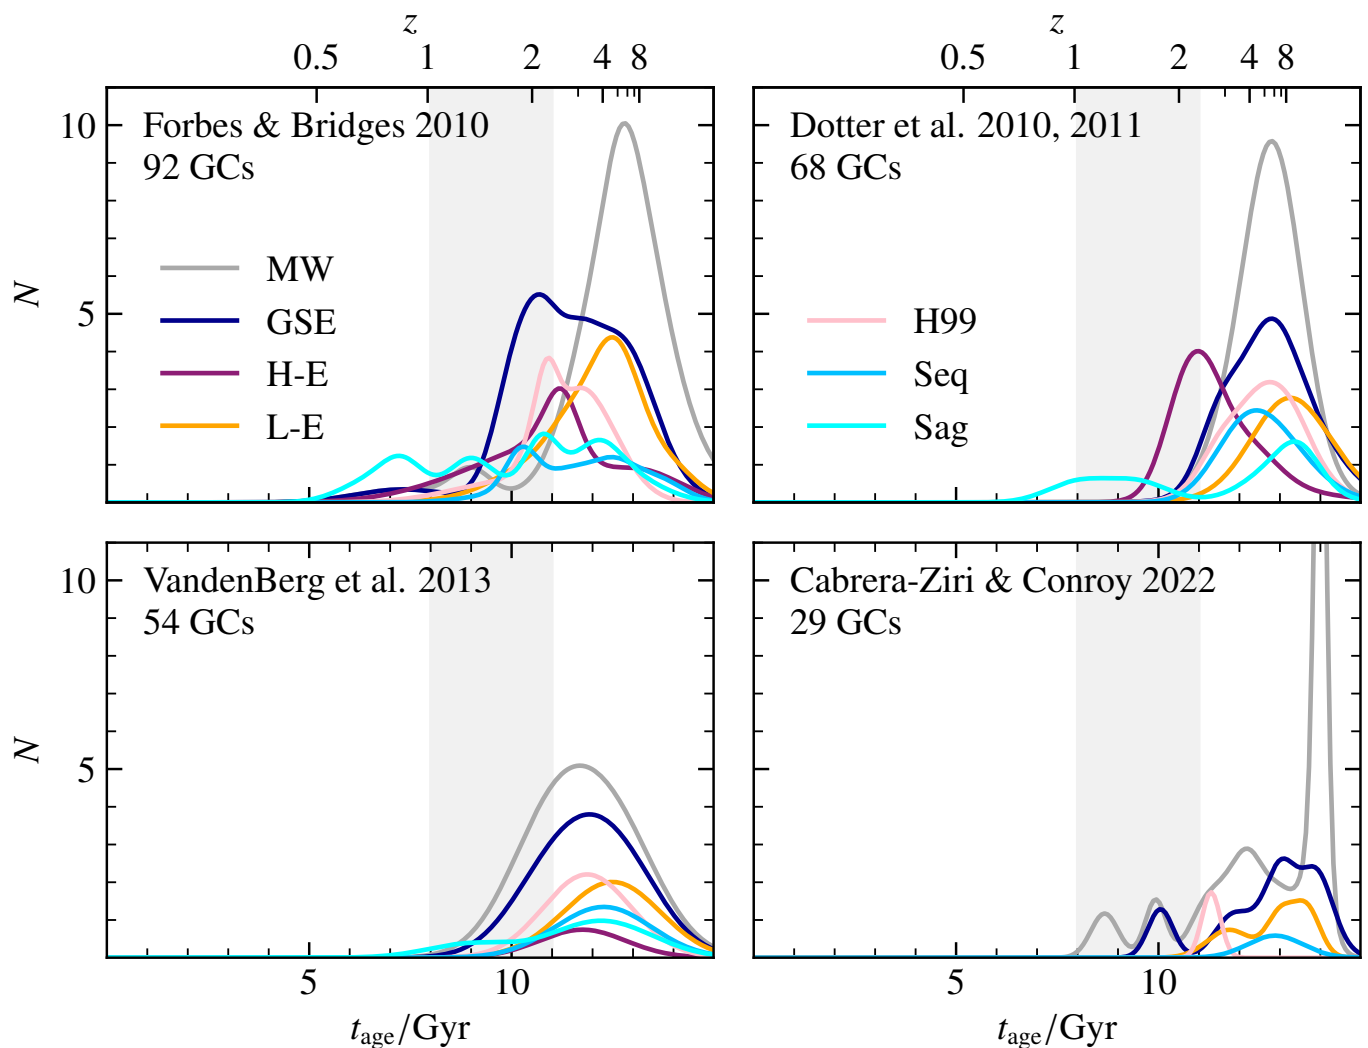 z
z
0.5 1 2 4 8
0.5 1 2 4 8
10
Forbes & Bridges 2010
92 GCs
MW
GSE
H-E
L-E
N
5
Dotter et al. 2010, 2011
68 GCs
H99
Seq
Sag
10
VandenBerg et al. 2013
54 GCs
N
5
Cabrera-Ziri & Conroy 2022
29 GCs
5 10
5 10
t_age/Gyr
t_age/Gyr